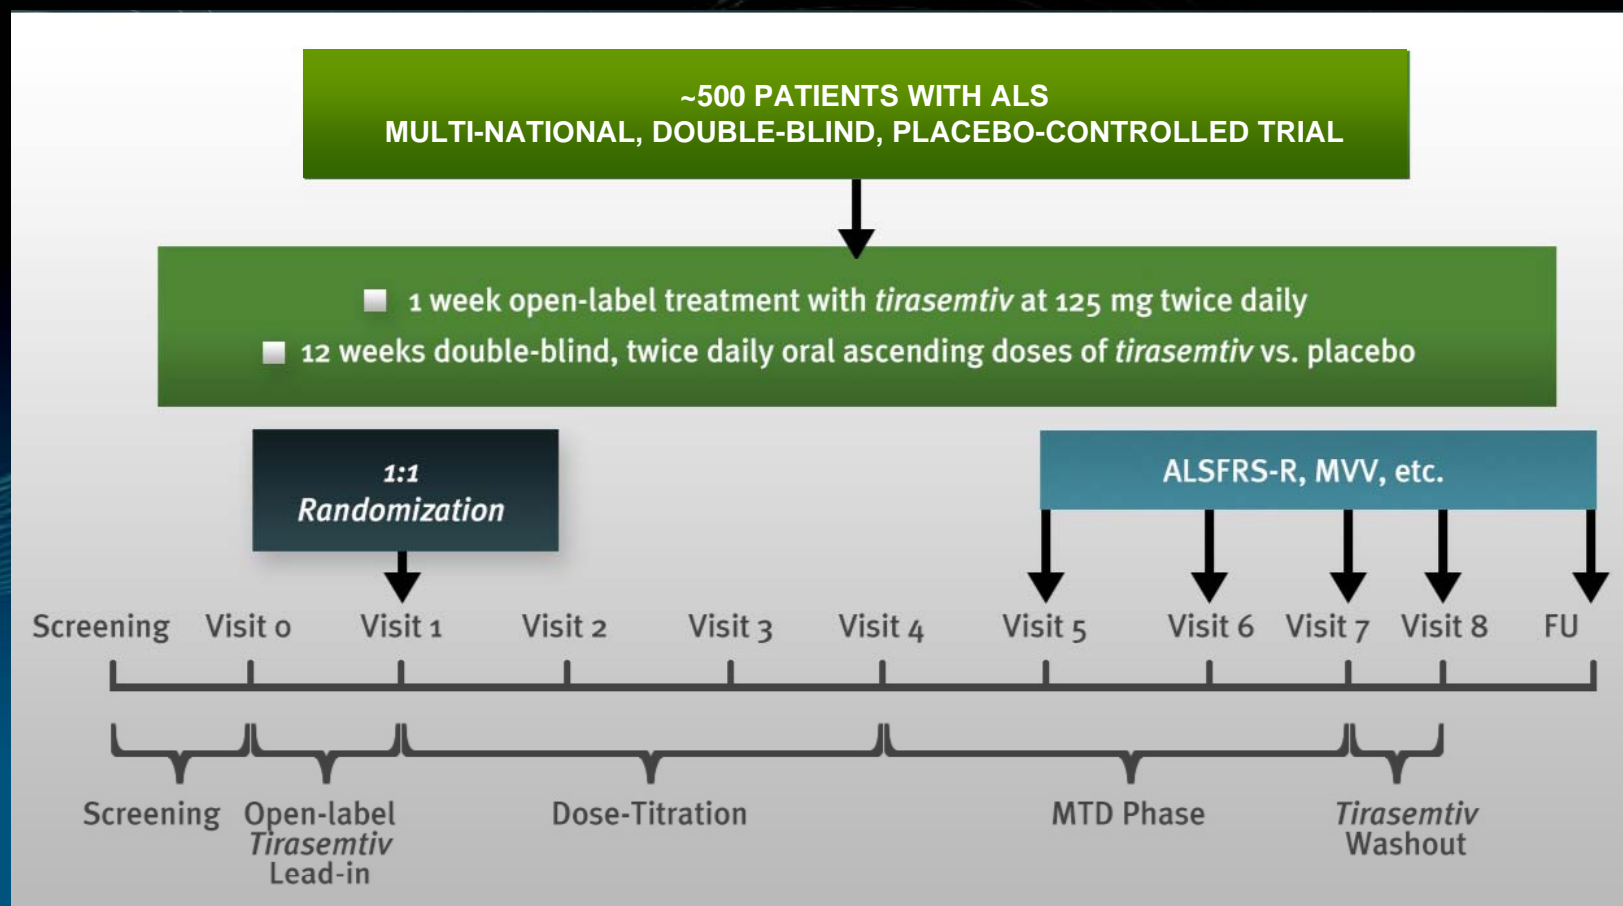 ~500 PATIENTS WITH ALS
MULTI-NATIONAL, DOUBLE-BLIND, PLACEBO-CONTROLLED TRIAL
1 week open-label treatment with tirasemtiv at 125 mg twice daily
12 weeks double-blind, twice daily oral ascending doses of tirasemtiv vs. placebo
1:1
Randomization
ALSFRS-R, MVV, etc.
Screening Visit 0 Visit 1 Visit 2 Visit 3 Visit 4 Visit 5 Visit 6 Visit 7 Visit 8 FU
Screening
Open-label
Tirasemtiv
Lead-in
Dose-Titration
MTD Phase
Tirasemtiv
Washout